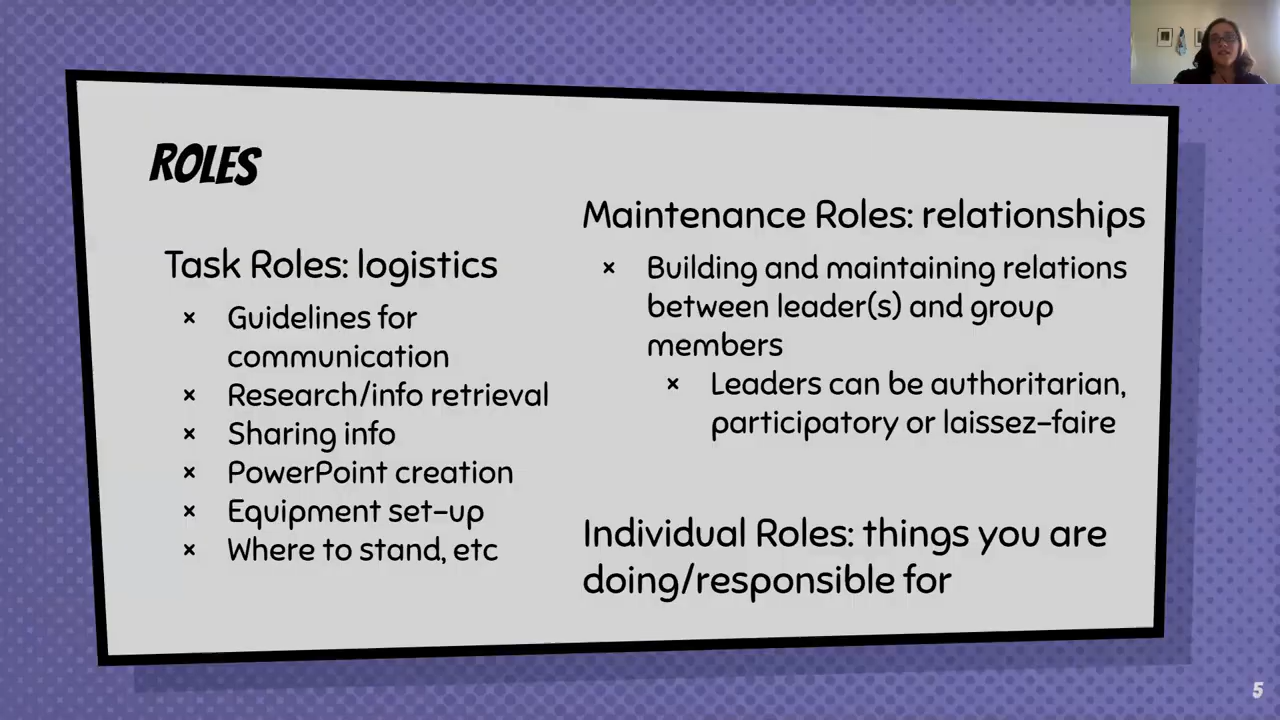 ROLES
Task Roles: logistics
× Guidelines for
communication
× Research/info retrieval
× Sharing info
× PowerPoint creation
× Equipment set-up
× Where to stand, etc
Maintenance Roles: relationships
× Building and maintaining relations
between leader(s) and group
members
× Leaders can be authoritarian,
participatory or laissez-faire
Individual Roles: things you are
doing/responsible for
5